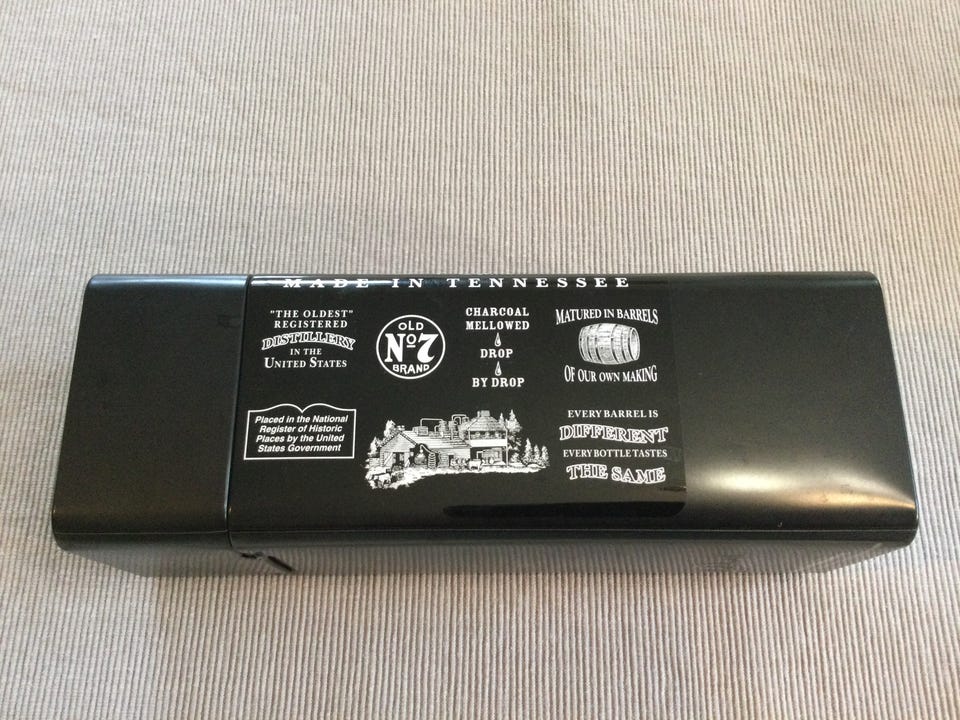 MADE IN TENNESSEE
"THE OLDEST"
REGISTERED
DISTILLERY
IN THE
UNITED STATES
OLD
Nº7
BRAND
CHARCOAL
MELLOWED
DROP
BY DROP
MATURED IN BARRELS
OF OUR OWN MAKING
Placed in the National
Register of Historic
Places by the United
States Government
EVERY BARREL IS
DIFFERENT
EVERY BOTTLE TASTES
THE SAME